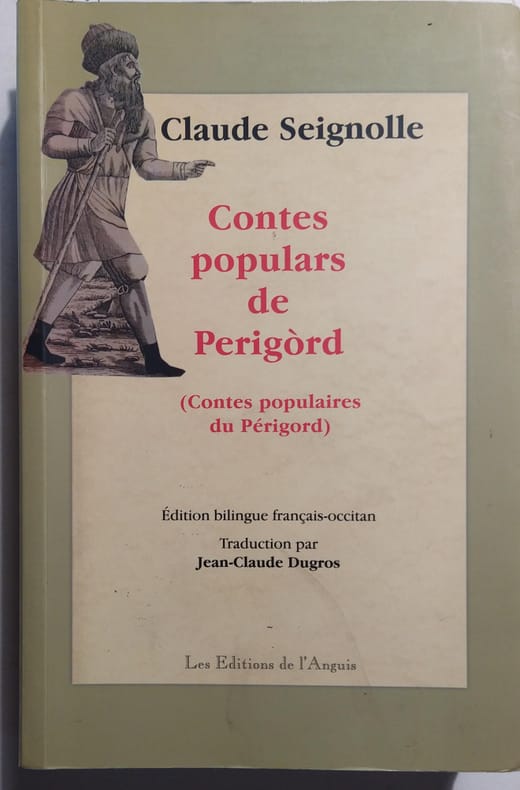 Claude Seignolle
Contes
populars
de
Perigòrd
(Contes populaires
du Périgord)
Édition bilingue français-occitan
Traduction par
Jean-Claude Dugros
Les Editions de l'Anguis